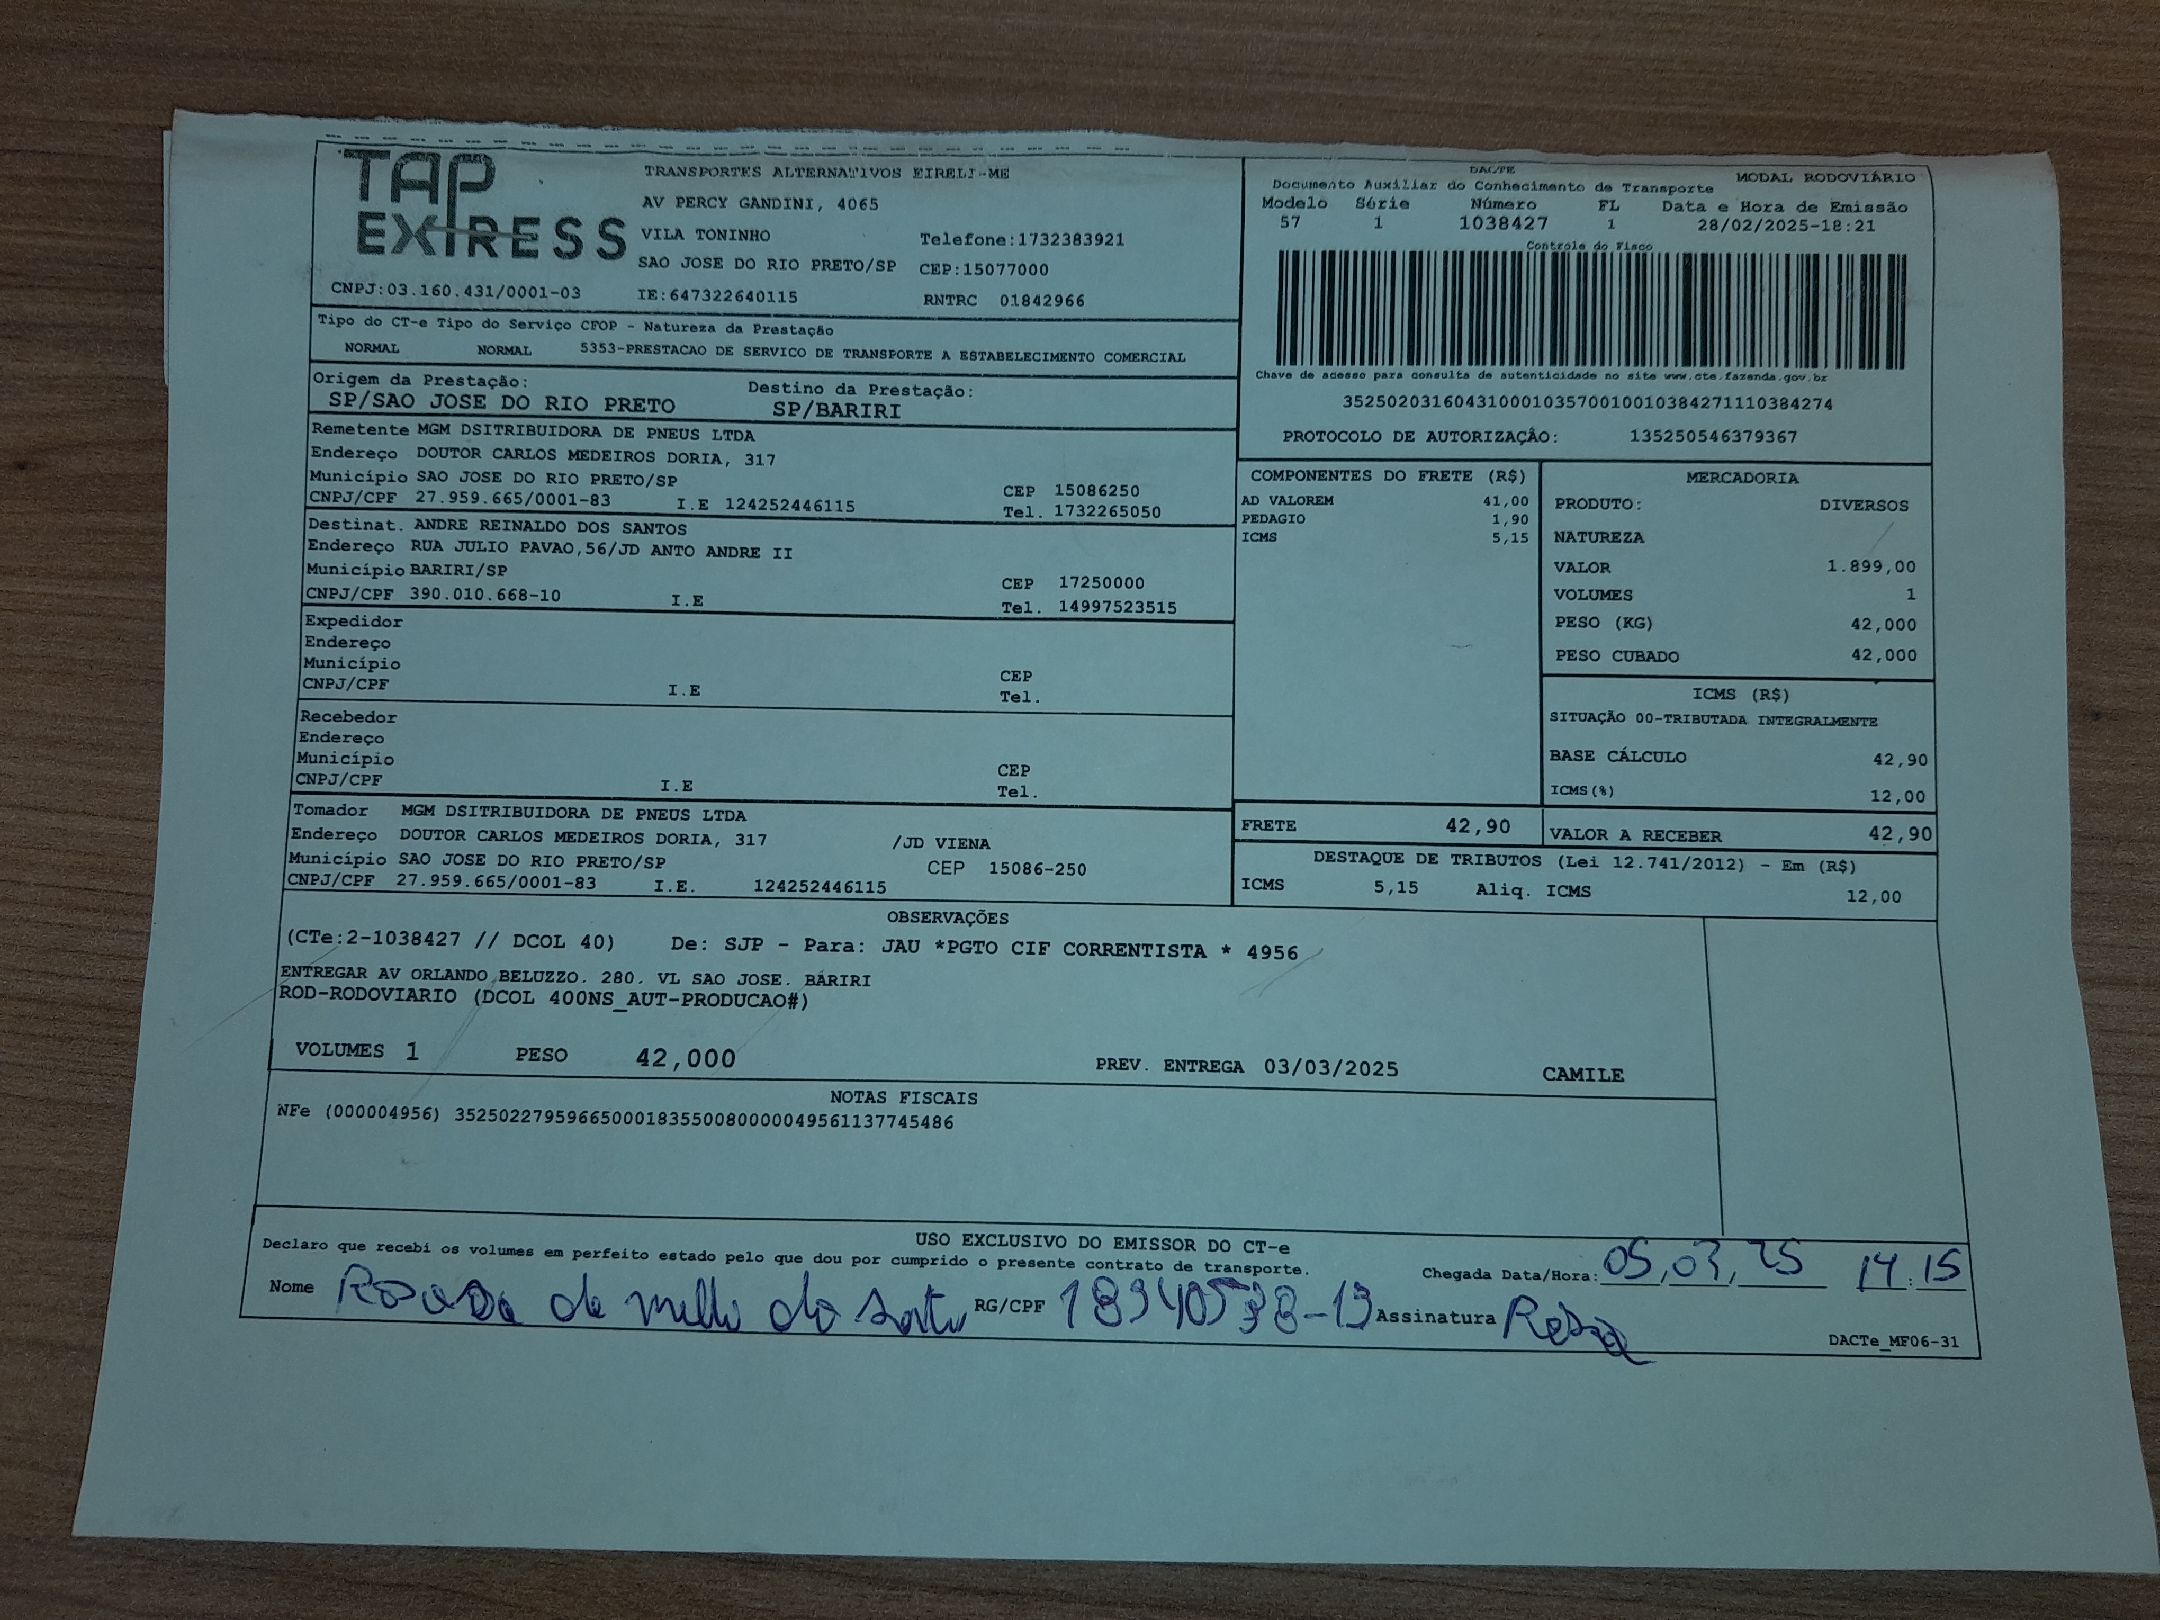 TAP
EXPRESS
TRANSPORTES ALTERNATIVOS EIRELI-ME
AV PERCY GANDINI, 4065
VILA TONINHO Telefone:1732383921
SAO JOSE DO RIO PRETO/SP CEP:15077000
CNPJ:03.160.431/0001-03 IE:647322640115 RNTRC 01842966
DACTE MODAL RODOVIÁRIO
Documento Auxiliar do Conhecimento de Transporte
Modelo Série Número FL Data e Hora de Emissão
57 1 1038427 1 28/02/2025-18:21
Controle do Fisco
Chave de acesso para consulta de autenticidade no site www.cte.fazenda.gov.br
35250203160431000103570010010384271110384274
PROTOCOLO DE AUTORIZAÇÂO: 135250546379367
Tipo do CT-e Tipo do Serviço CFOP - Natureza da Prestação
NORMAL NORMAL 5353-PRESTACAO DE SERVICO DE TRANSPORTE A ESTABELECIMENTO COMERCIAL
Origem da Prestação: Destino da Prestação:
SP/SAO JOSE DO RIO PRETO SP/BARIRI
Remetente MGM DSITRIBUIDORA DE PNEUS LTDA
Endereço DOUTOR CARLOS MEDEIROS DORIA, 317
Município SAO JOSE DO RIO PRETO/SP CEP 15086250
CNPJ/CPF 27.959.665/0001-83 I.E 124252446115 Tel. 1732265050
Destinat. ANDRE REINALDO DOS SANTOS
Endereço RUA JULIO PAVAO,56/JD ANTO ANDRE II
Município BARIRI/SP CEP 17250000
CNPJ/CPF 390.010.668-10 I.E Tel. 14997523515
Expedidor
Endereço
Município CEP
CNPJ/CPF I.E Tel.
Recebedor
Endereço
Município CEP
CNPJ/CPF I.E Tel.
Tomador MGM DSITRIBUIDORA DE PNEUS LTDA
Endereço DOUTOR CARLOS MEDEIROS DORIA, 317 /JD VIENA
Município SAO JOSE DO RIO PRETO/SP CEP 15086-250
CNPJ/CPF 27.959.665/0001-83 I.E. 124252446115
COMPONENTES DO FRETE (R$)
AD VALOREM 41,00
PEDAGIO 1,90
ICMS 5,15
MERCADORIA
PRODUTO: DIVERSOS
NATUREZA
VALOR 1.899,00
VOLUMES 1
PESO (KG) 42,000
PESO CUBADO 42,000
ICMS (R$)
SITUAÇÃO 00-TRIBUTADA INTEGRALMENTE
BASE CÁLCULO 42,90
ICMS(%) 12,00
FRETE 42,90 VALOR A RECEBER 42,90
DESTAQUE DE TRIBUTOS (Lei 12.741/2012) - Em (R$)
ICMS 5,15 Aliq. ICMS 12,00
OBSERVAÇÕES
(CTe:2-1038427 // DCOL 40) De: SJP - Para: JAU *PGTO CIF CORRENTISTA * 4956
ENTREGAR AV ORLANDO BELUZZO. 280. VL SAO JOSE. BARIRI
ROD-RODOVIARIO (DCOL 400NS_AUT-PRODUCAO#)
VOLUMES 1 PESO 42,000 PREV. ENTREGA 03/03/2025 CAMILE
NOTAS FISCAIS
NFe (000004956) 35250227959665000183550080000049561137745486
USO EXCLUSIVO DO EMISSOR DO CT-e
Declaro que recebi os volumes em perfeito estado pelo que dou por cumprido o presente contrato de transporte. Chegada Data/Hora: 05,03,25 14:15
Nome de mello do RG/CPF Assinatura
DACTe_MF06-31